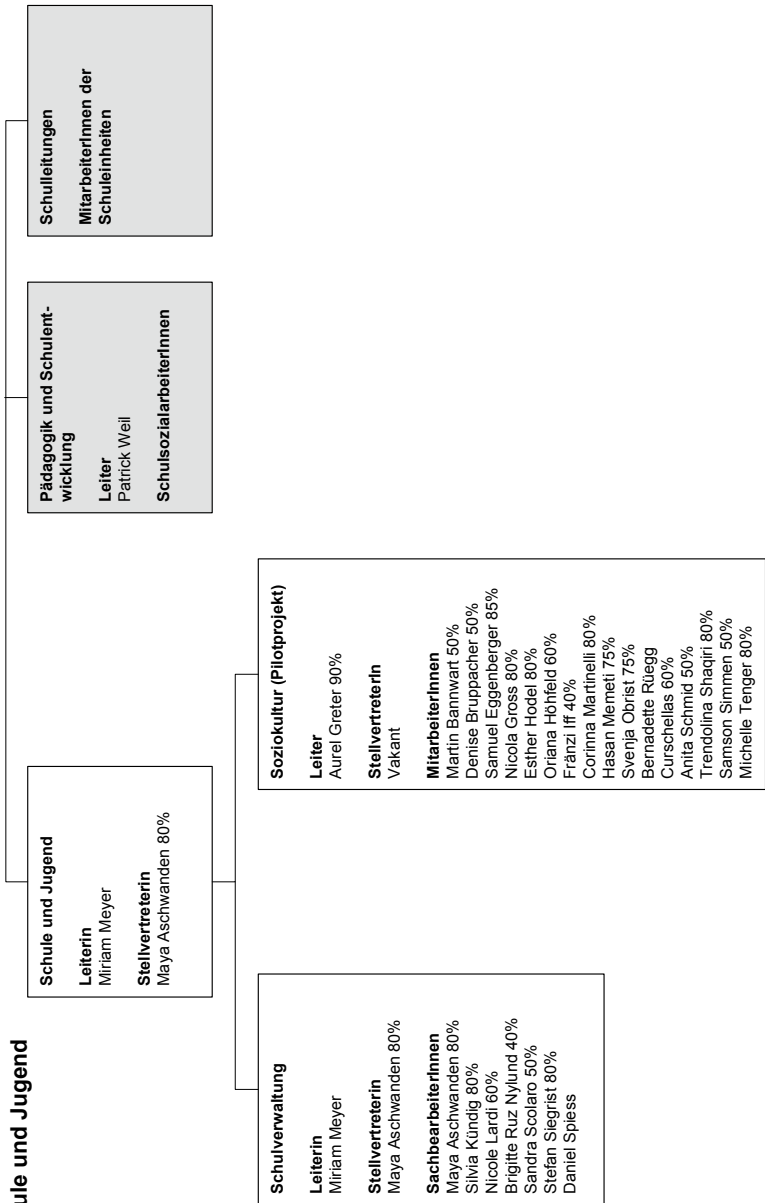 ule und Jugend
Schule und Jugend
Leiterin
Miriam Meyer
Stellvertreterin
Maya Aschwanden 80%
Pädagogik und Schulent-
wicklung
Leiter
Patrick Weil
SchulsozialarbeiterInnen
Schulleitungen
MitarbeiterInnen der
Schuleinheiten
Schulverwaltung
Leiterin
Miriam Meyer
Stellvertreterin
Maya Aschwanden 80%
SachbearbeiterInnen
Maya Aschwanden 80%
Silvia Kündig 80%
Nicole Lardi 60%
Brigitte Ruz Nylund 40%
Sandra Scolaro 50%
Stefan Siegrist 80%
Daniel Spiess
Soziokultur (Pilotprojekt)
Leiter
Aurel Greter 90%
StellvertreterIn
Vakant
MitarbeiterInnen
Martin Bannwart 50%
Denise Bruppacher 50%
Samuel Eggenberger 85%
Nicola Gross 80%
Esther Hodel 80%
Oriana Höhfeld 60%
Fränzi Iff 40%
Corinna Martinelli 80%
Hasan Memeti 75%
Svenja Obrist 75%
Bernadette Rüegg
Curschellas 60%
Anita Schmid 50%
Trendolina Shaqiri 80%
Samson Simmen 50%
Michelle Tenger 80%